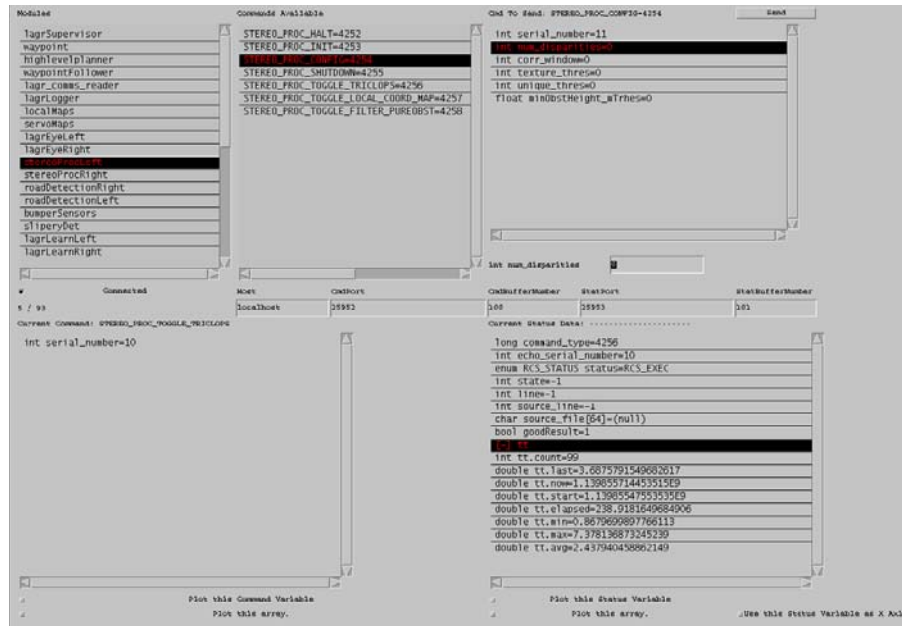 Modules
lagrSupervisor
waypoint
highlevelplanner
waypointFollower
lagr_comms_reader
lagrLogger
localMaps
servoMaps
lagrEyeLeft
lagrEyeRight
stereoProcLeft
stereoProcRight
roadDetectionRight
roadDetectionLeft
bumperSensors
sliperyDet
lagrLearnLeft
lagrLearnRight
Commands Available
STEREO_PROC_HALT=4252
STEREO_PROC_INIT=4253
STEREO_PROC_CONFIG=4254
STEREO_PROC_SHUTDOWN=4255
STEREO_PROC_TOGGLE_TRICLOPS=4256
STEREO_PROC_TOGGLE_LOCAL_COORD_MAP=4257
STEREO_PROC_TOGGLE_FILTER_PUREOBST=4258
Cmd To Send: STEREO_PROC_CONFIG=4254
Send
int serial_number=11
int num_disparities=0
int corr_window=0
int texture_thres=0
int unique_thres=0
float minObstHeight_mTrhes=0
int num_disparities
Connected
5 / 93
Host
localhost
CmdPort
25953
CmdBufferNumber
100
StatPort
25953
StatBufferNumber
101
Current Command: STEREO_PROC_TOGGLE_TRICLOPS
int serial_number=10
Current Status Data: ---------------------
long command_type=4256
int echo_serial_number=10
enum RCS_STATUS status=RCS_EXEC
int state=-1
int line=-1
int source_line=-1
char source_file[64]=(null)
bool goodResult=1
[-] tt
int tt.count=99
double tt.last=3.6875791549682617
double tt.now=1.139855714453515E9
double tt.start=1.13985547553535E9
double tt.elapsed=238.9181649684906
double tt.min=0.8679699897766113
double tt.max=7.378136873245239
double tt.avg=2.437940458862149
Plot this Command Variable
Plot this array.
Plot this Status Variable
Plot this array.
Use this Status Variable as X Axi